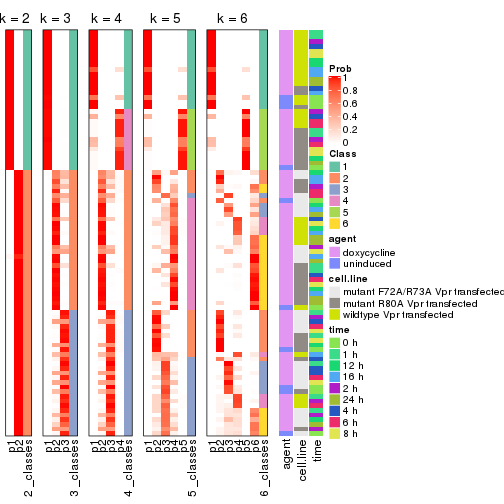 k = 2
k = 3
k = 4
k = 5
k = 6
p1
p2
2_classes
p1
p2
p3
3_classes
p1
p2
p3
p4
4_classes
p1
p2
p3
p4
p5
5_classes
p1
p2
p3
p4
p5
p6
6_classes
agent
cell.line
time
Prob
1
0.8
0.6
0.4
0.2
0
Class
1
2
3
4
5
6
agent
doxycycline
uninduced
cell.line
mutant F72A/R73A Vpr transfected
mutant R80A Vpr transfected
wildtype Vpr transfected
time
0 h
1 h
12 h
16 h
2 h
24 h
4 h
6 h
8 h